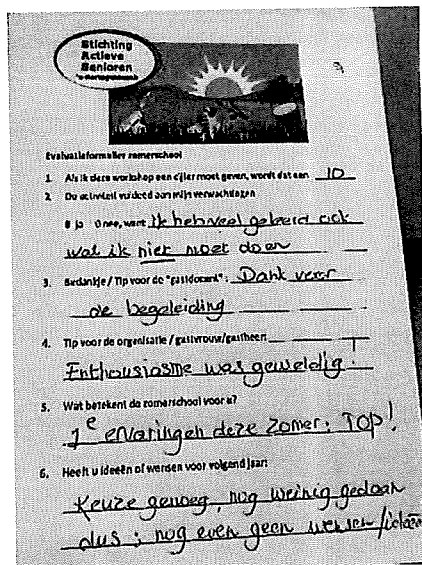 Stichting
Actieve
Senioren
's-Hertogenbosch
Evaluatieformulier zomerschool
1. Als ik deze workshop een cijfer moet geven, wordt dat een 10
2. De activiteit voldeed aan mijn verwachtingen
ja 0 nee, want ik heb veel geleerd ook
wat ik niet moet doen
3. Bedankje / Tip voor de "gastdocent": Dank voor
de begeleiding
4. Tip voor de organisatie / gastvrouw/gastheer:
Enthousiasme was geweldig!
5. Wat betekent de zomerschool voor u?
1e ervaringen deze zomer: TOP!
6. Heeft u ideeën of wensen voor volgend jaar:
Keuze genoeg, nog weinig gedaan
dus: nog even geen wensen/ideeën